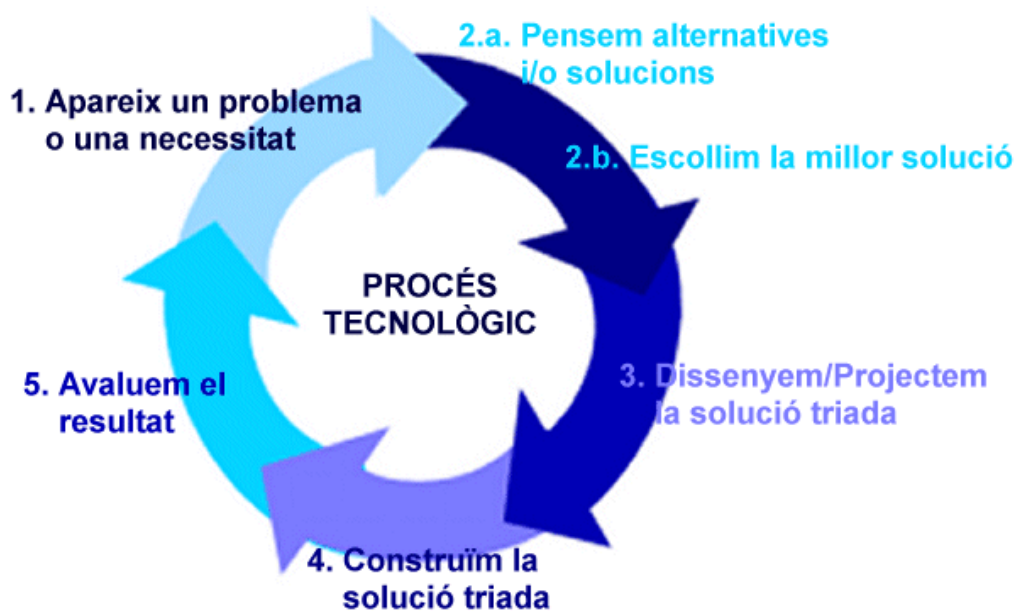 1. Apareix un problema
o una necessitat
2.a. Pensem alternatives
i/o solucions
2.b. Escollim la millor solució
PROCÉS
TECNOLÒGIC
3. Dissenyem/Projectem
la solució triada
4. Construïm la
solució triada
5. Avaluem el
resultat